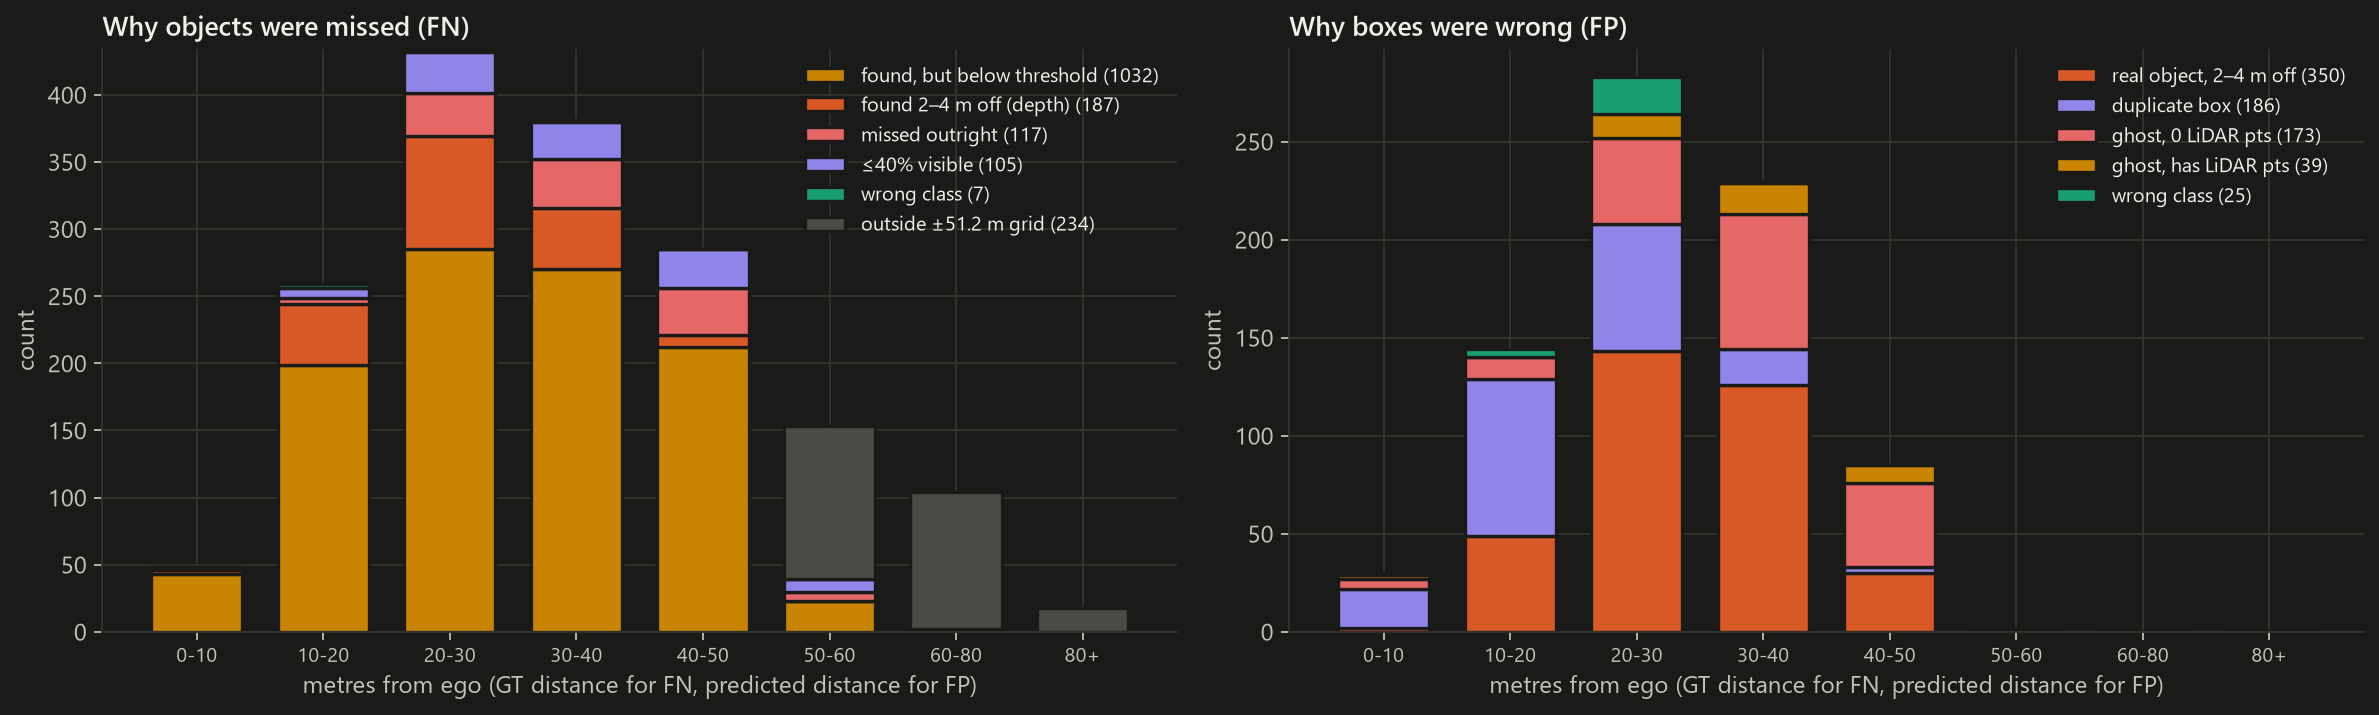 Why objects were missed (FN)
count
400
350
300
250
200
150
100
50
0
found, but below threshold (1032)
found 2–4 m off (depth) (187)
missed outright (117)
≤40% visible (105)
wrong class (7)
outside ±51.2 m grid (234)
0-10 10-20 20-30 30-40 40-50 50-60 60-80 80+
metres from ego (GT distance for FN, predicted distance for FP)
Why boxes were wrong (FP)
count
250
200
150
100
50
0
real object, 2–4 m off (350)
duplicate box (186)
ghost, 0 LiDAR pts (173)
ghost, has LiDAR pts (39)
wrong class (25)
0-10 10-20 20-30 30-40 40-50 50-60 60-80 80+
metres from ego (GT distance for FN, predicted distance for FP)